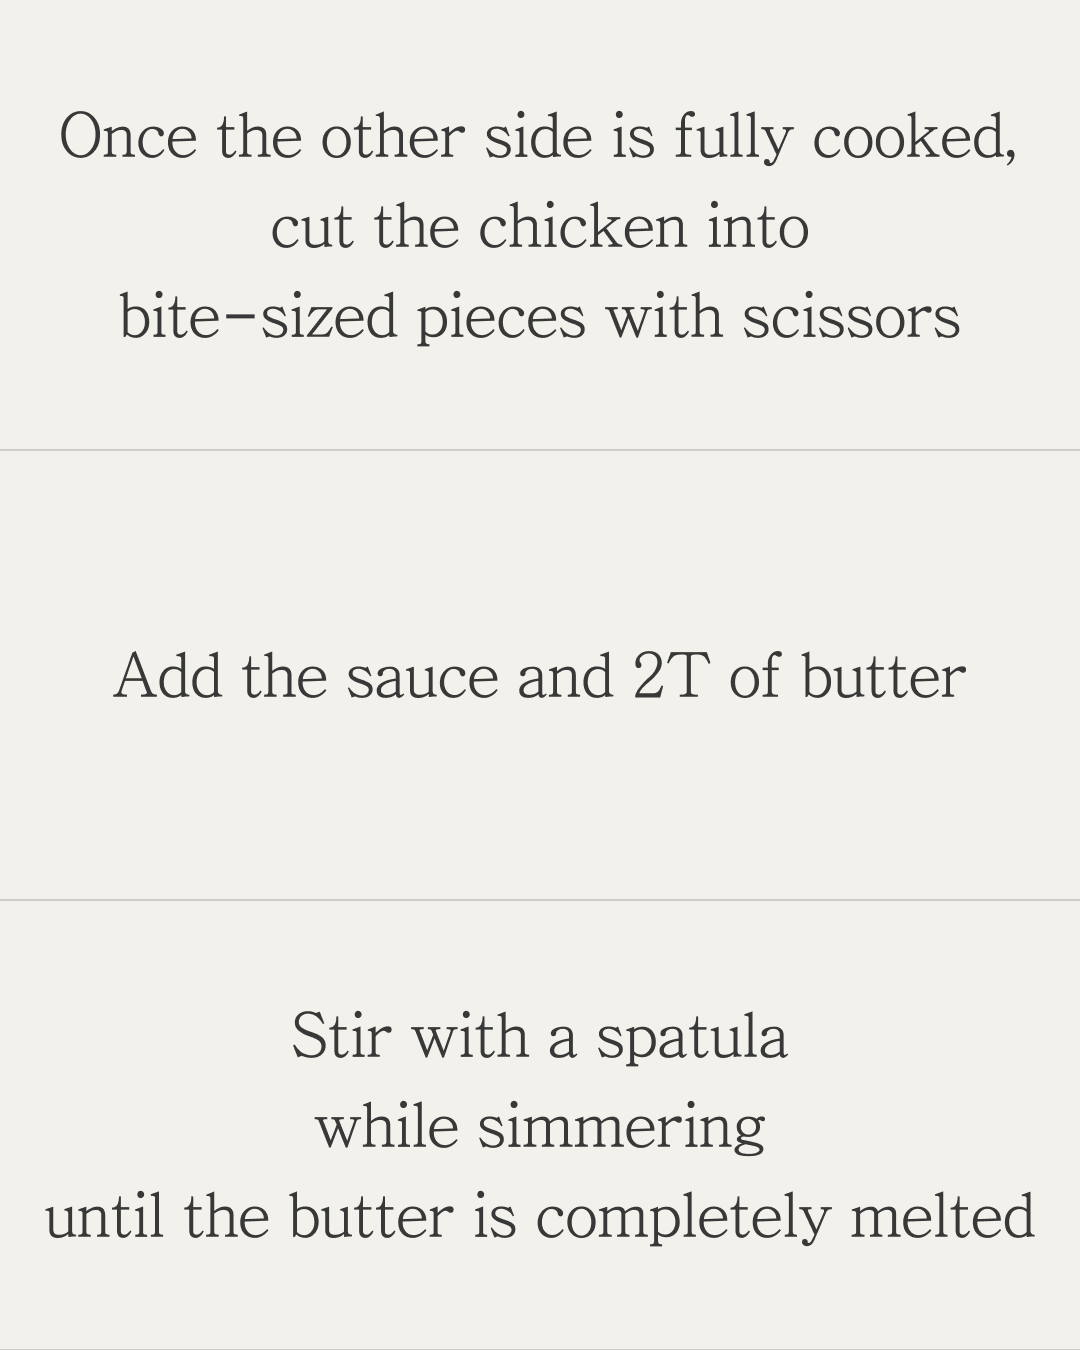 Once the other side is fully cooked,
cut the chicken into
bite-sized pieces with scissors
Add the sauce and 2T of butter
Stir with a spatula
while simmering
until the butter is completely melted